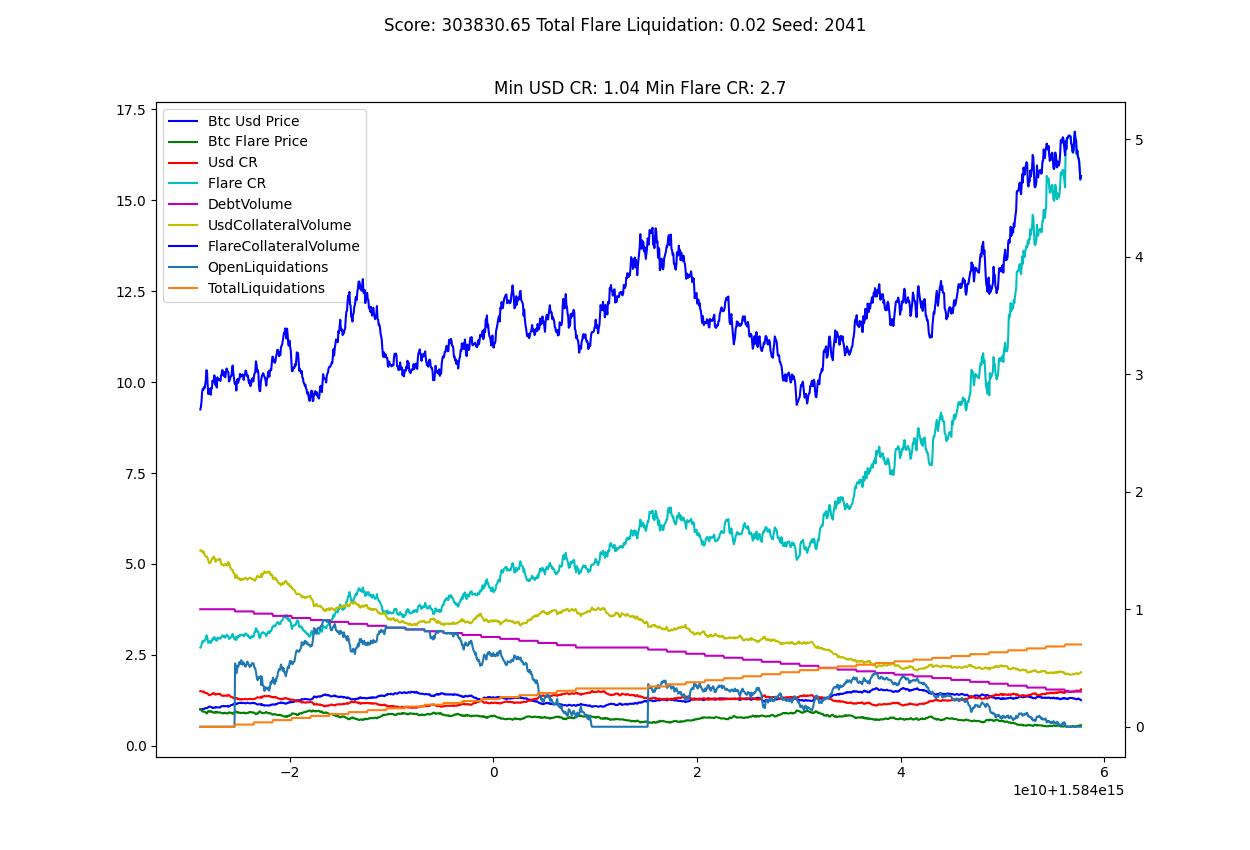 Score: 303830.65 Total Flare Liquidation: 0.02 Seed: 2041
Min USD CR: 1.04 Min Flare CR: 2.7
17.5
15.0
12.5
10.0
7.5
5.0
2.5
0.0
Btc Usd Price
Btc Flare Price
Usd CR
Flare CR
DebtVolume
UsdCollateralVolume
FlareCollateralVolume
OpenLiquidations
TotalLiquidations
5
4
3
2
1
0
−2
0
2
4
6
1e10+1.584e15